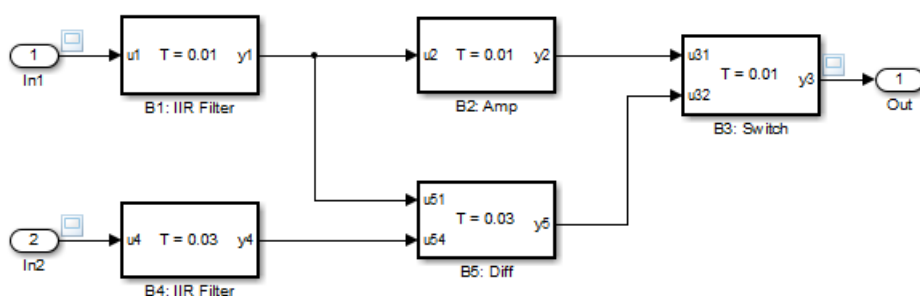 1
In1
u1 T = 0.01 y1
B1: IIR Filter
u2 T = 0.01 y2
B2: Amp
u31
u32
T = 0.01
y3
B3: Switch
1
Out
2
In2
u4 T = 0.03 y4
B4: IIR Filter
u51
u54
T = 0.03
y5
B5: Diff